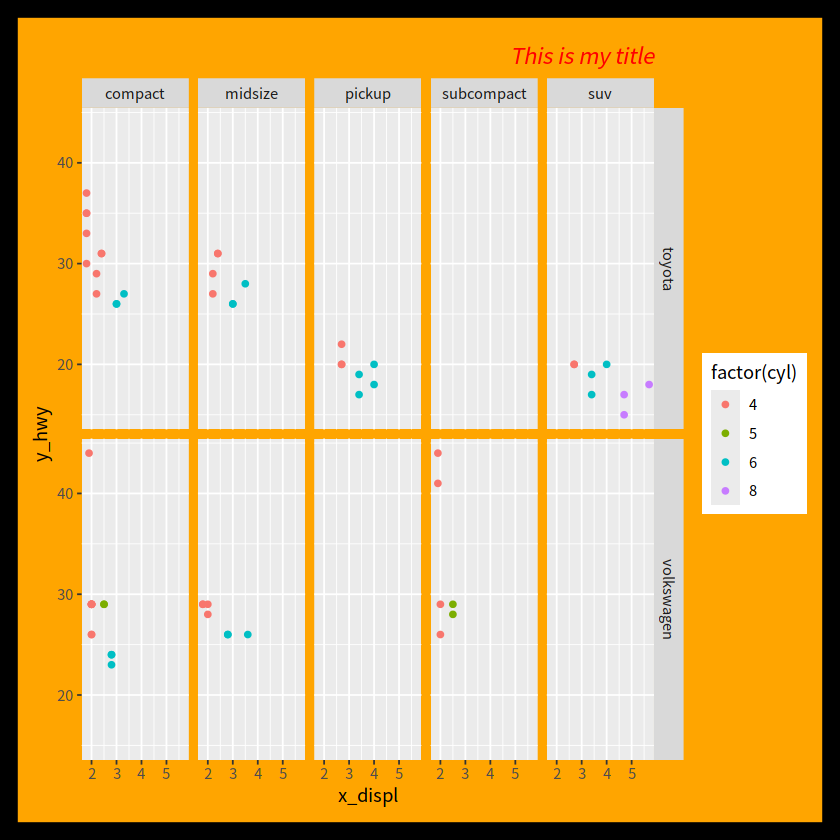 This is my title
compact midsize pickup subcompact suv
40
30
20
toyota
y_hwy
40
30
20
volkswagen
factor(cyl)
4
5
6
8
2 3 4 5 2 3 4 5 2 3 4 5 2 3 4 5 2 3 4 5
x_displ